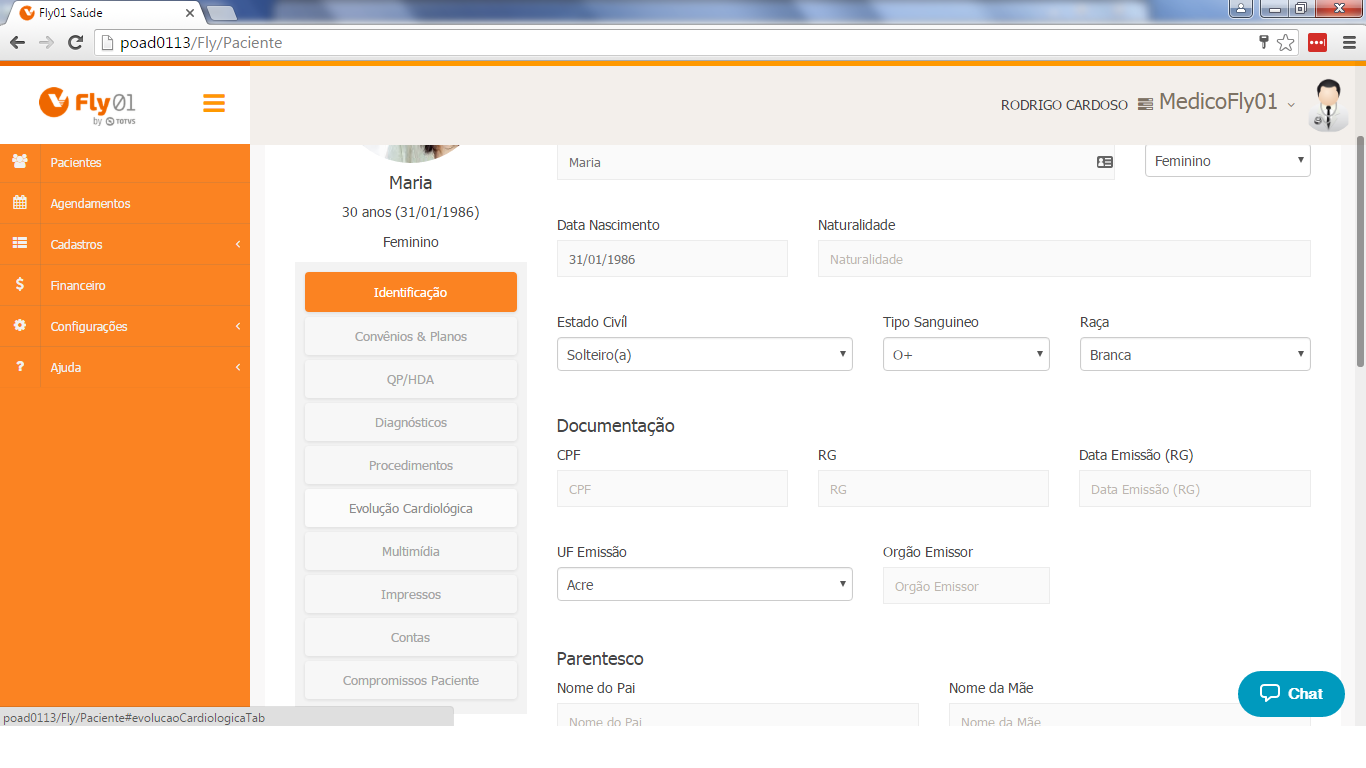 Fly01 Saúde
poad0113/Fly/Paciente
Fly01
by TOTVS
RODRIGO CARDOSO MedicoFly01
Pacientes
Agendamentos
Cadastros
Financeiro
Configurações
Ajuda
Maria
30 anos (31/01/1986)
Feminino
Identificação
Convênios & Planos
QP/HDA
Diagnósticos
Procedimentos
Evolução Cardiológica
Multimídia
Impressos
Contas
Compromissos Paciente
Maria Feminino
Data Nascimento Naturalidade
31/01/1986 Naturalidade
Estado Civíl Tipo Sanguineo Raça
Solteiro(a) O+ Branca
Documentação
CPF RG Data Emissão (RG)
CPF RG Data Emissão (RG)
UF Emissão Orgão Emissor
Acre Orgão Emissor
Parentesco
Nome do Pai Nome da Mãe
Nome do Pai Nome da Mãe
Chat
poad0113/Fly/Paciente#evolucaoCardiologicaTab